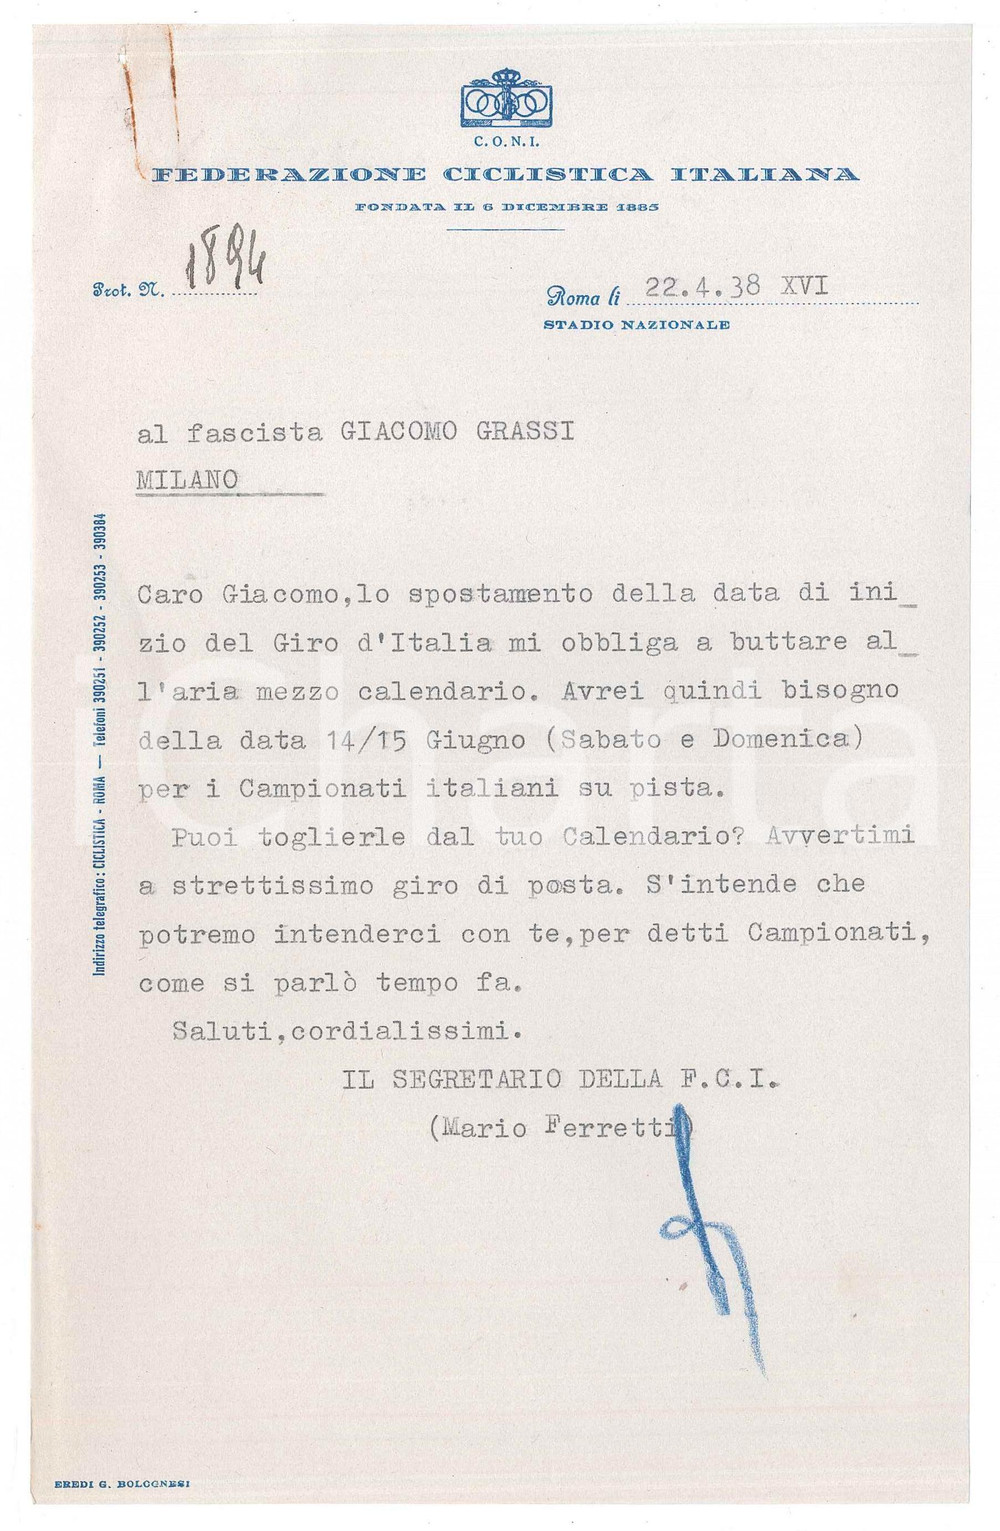 C.O.N.I.
FEDERAZIONE CICLISTICA ITALIANA
FONDATA IL 6 DICEMBRE 1885
Prot. N. 1894
Roma li 22.4.38 XVI
STADIO NAZIONALE
al fascista GIACOMO GRASSI
MILANO
Indirizzo telegrafico: CICLISTICA - ROMA — Telefoni 390251 - 390252 - 390253 - 390384
Caro Giacomo,lo spostamento della data di ini_
zio del Giro d'Italia mi obbliga a buttare al_
l'aria mezzo calendario. Avrei quindi bisogno
della data 14/15 Giugno (Sabato e Domenica)
per i Campionati italiani su pista.
Puoi toglierle dal tuo Calendario? Avvertimi
a strettissimo giro di posta. S'intende che
potremo intenderci con te,per detti Campionati,
come si parlò tempo fa.
Saluti,cordialissimi.
IL SEGRETARIO DELLA F.C.I.
(Mario Ferretti)
EREDI G. BOLOGNESI
iCharta